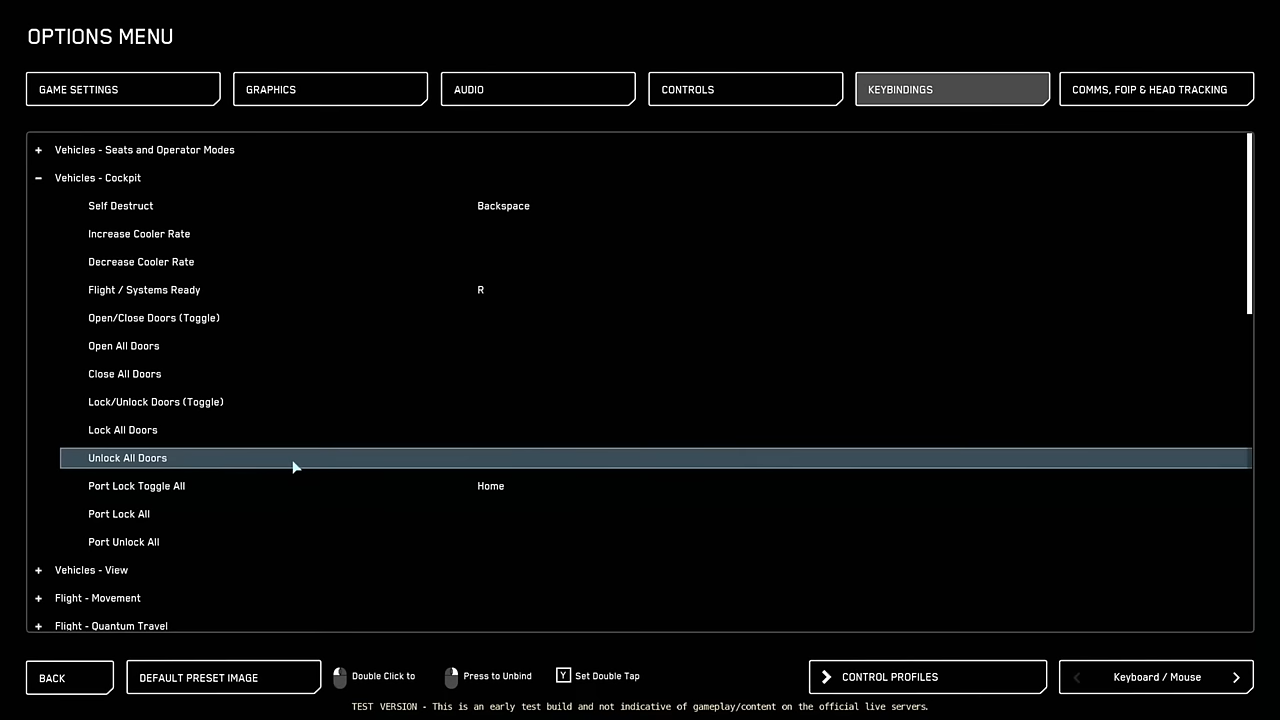 OPTIONS MENU
GAME SETTINGS
GRAPHICS
AUDIO
CONTROLS
KEYBINDINGS
COMMS, FOIP & HEAD TRACKING
+ Vehicles - Seats and Operator Modes
- Vehicles - Cockpit
Self Destruct Backspace
Increase Cooler Rate
Decrease Cooler Rate
Flight / Systems Ready R
Open/Close Doors (Toggle)
Open All Doors
Close All Doors
Lock/Unlock Doors (Toggle)
Lock All Doors
Unlock All Doors
Port Lock Toggle All Home
Port Lock All
Port Unlock All
+ Vehicles - View
+ Flight - Movement
+ Flight - Quantum Travel
BACK
DEFAULT PRESET IMAGE
Double Click to
Press to Unbind
Y Set Double Tap
CONTROL PROFILES
Keyboard / Mouse
TEST VERSION - This is an early test build and not indicative of gameplay/content on the official live servers.